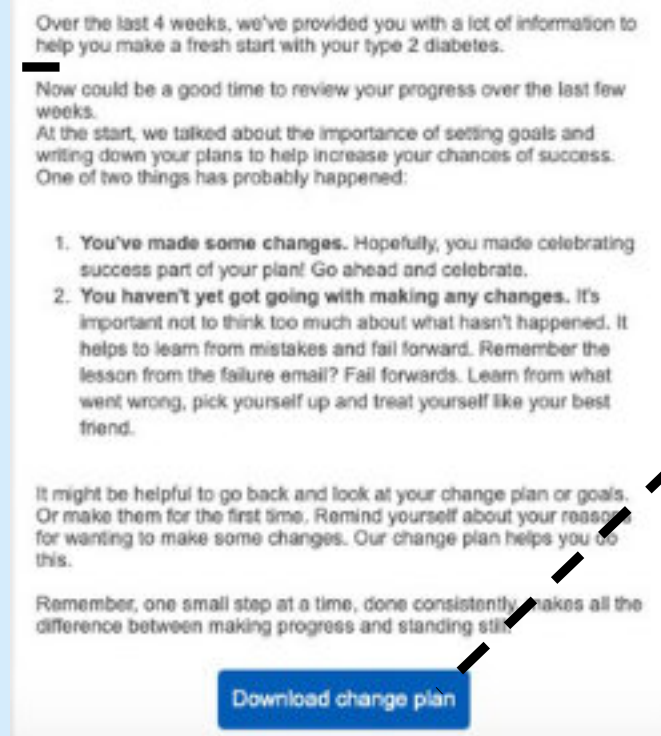 Over the last 4 weeks, we've provided you with a lot of information to
help you make a fresh start with your type 2 diabetes.
Now could be a good time to review your progress over the last few
weeks.
At the start, we talked about the importance of setting goals and
writing down your plans to help increase your chances of success.
One of two things has probably happened:
1. You've made some changes. Hopefully, you made celebrating
success part of your plan! Go ahead and celebrate.
2. You haven't yet got going with making any changes. It's
important not to think too much about what hasn't happened. It
helps to learn from mistakes and fail forward. Remember the
lesson from the failure email? Fail forwards. Learn from what
went wrong, pick yourself up and treat yourself like your best
friend.
It might be helpful to go back and look at your change plan or goals.
Or make them for the first time. Remind yourself about your reasons
for wanting to make some changes. Our change plan helps you do
this.
Remember, one small step at a time, done consistently, makes all the
difference between making progress and standing still.
Download change plan